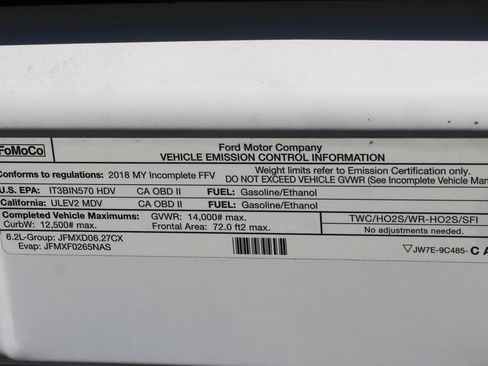 FoMoCo
Ford Motor Company
VEHICLE EMISSION CONTROL INFORMATION
Conforms to regulations: 2018 MY Incomplete FFV
Weight limits refer to Emission Certification only.
DO NOT EXCEED VEHICLE GVWR (See Incomplete Vehicle Man
U.S. EPA: IT3BIN570 HDV CA OBD II FUEL: Gasoline/Ethanol
California: ULEV2 MDV CA OBD II FUEL: Gasoline/Ethanol
Completed Vehicle Maximums: GVWR: 14,000# max.
CurbW: 12,500# max. Frontal Area: 72.0 ft2 max.
TWC/HO2S/WR-HO2S/SFI
No adjustments needed.
6.2L-Group: JFMXD06.27CX
Evap: JFMXF0265NAS
JW7E-9C485- C A